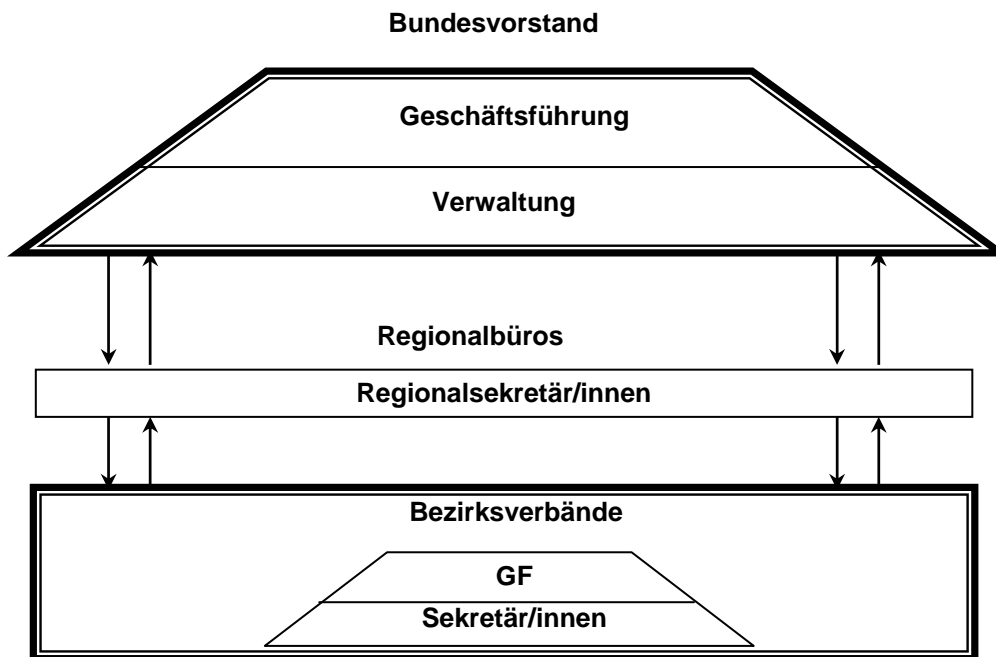 Bundesvorstand
Geschäftsführung
Verwaltung
Regionalbüros
Regionalsekretär/innen
Bezirksverbände
GF
Sekretär/innen